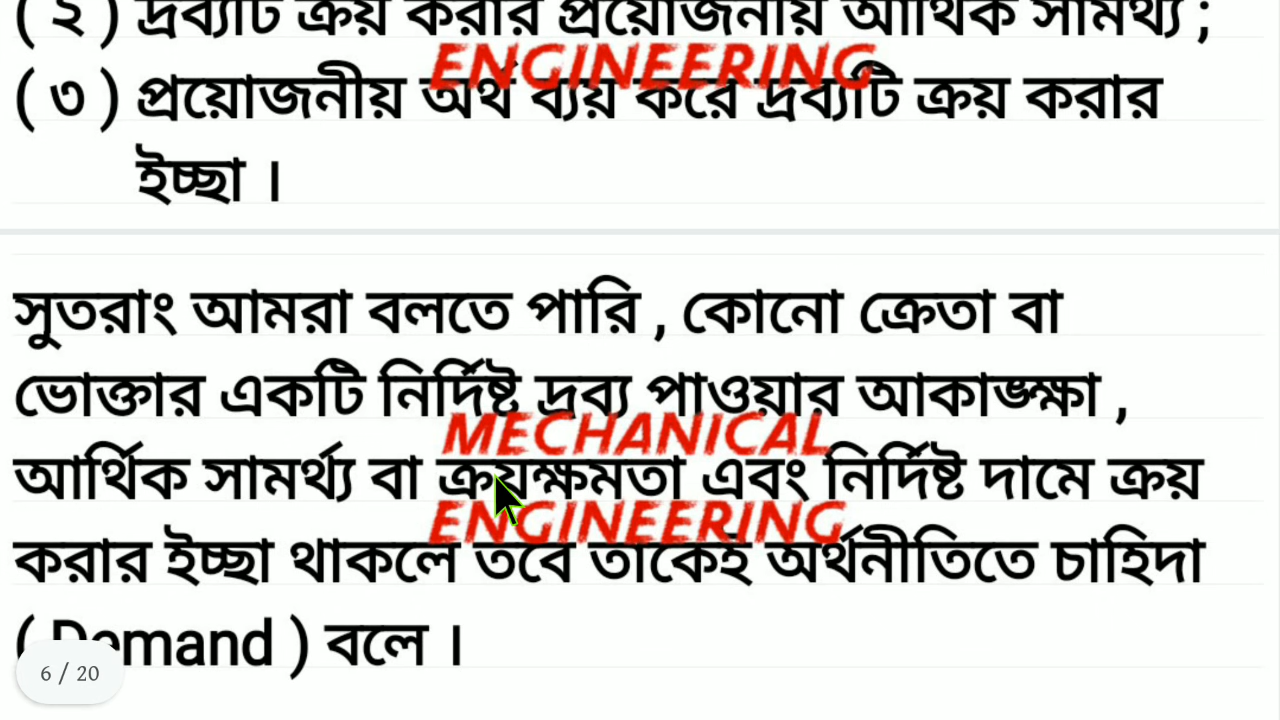 ( ২ ) দ্রব্যটি ক্রয় করার প্রয়োজনীয় আর্থিক সামর্থ্য ;
ENGINEERING
( ৩ ) প্রয়োজনীয় অর্থ ব্যয় করে দ্রব্যটি ক্রয় করার
ইচ্ছা ।
সুতরাং আমরা বলতে পারি , কোনো ক্রেতা বা
ভোক্তার একটি নির্দিষ্ট দ্রব্য পাওয়ার আকাঙ্ক্ষা ,
MECHANICAL
আর্থিক সামর্থ্য বা ক্রয়ক্ষমতা এবং নির্দিষ্ট দামে ক্রয়
ENGINEERING
করার ইচ্ছা থাকলে তবে তাকেই অর্থনীতিতে চাহিদা
( Demand ) বলে ।
6 / 20